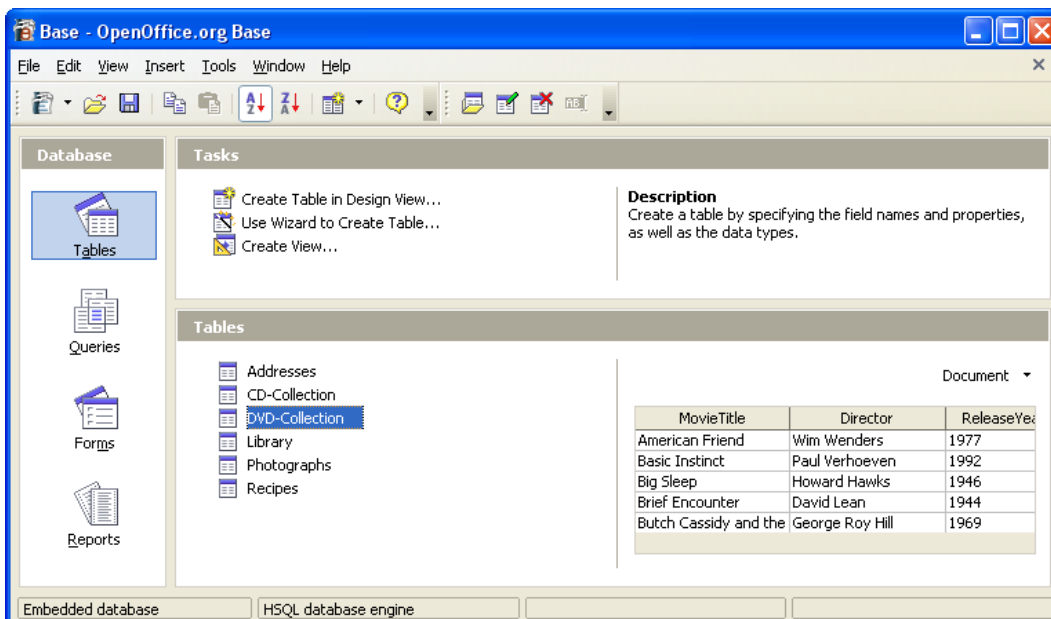 Base - OpenOffice.org Base
File Edit View Insert Tools Window Help
Database
Tables
Queries
Forms
Reports
Tasks
Create Table in Design View...
Use Wizard to Create Table...
Create View...
Description
Create a table by specifying the field names and properties,
as well as the data types.
Tables
Addresses
CD-Collection
DVD-Collection
Library
Photographs
Recipes
Document
MovieTitle Director ReleaseYea
American Friend Wim Wenders 1977
Basic Instinct Paul Verhoeven 1992
Big Sleep Howard Hawks 1946
Brief Encounter David Lean 1944
Butch Cassidy and the George Roy Hill 1969
Embedded database HSQL database engine